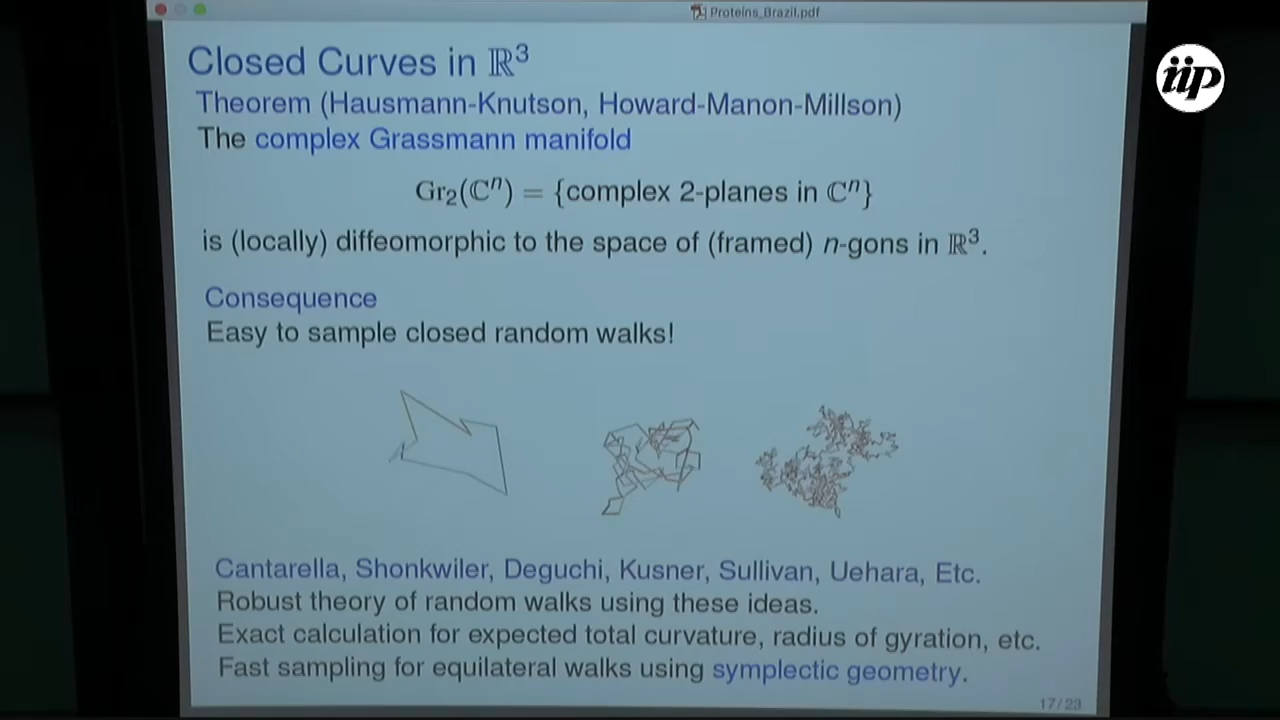 Proteins_Brazil.pdf
iip
Closed Curves in ℝ³
Theorem (Hausmann-Knutson, Howard-Manon-Millson)
The complex Grassmann manifold
Gr₂(ℂⁿ) = {complex 2-planes in ℂⁿ}
is (locally) diffeomorphic to the space of (framed) n-gons in ℝ³.
Consequence
Easy to sample closed random walks!
Cantarella, Shonkwiler, Deguchi, Kusner, Sullivan, Uehara, Etc.
Robust theory of random walks using these ideas.
Exact calculation for expected total curvature, radius of gyration, etc.
Fast sampling for equilateral walks using symplectic geometry.
17/23